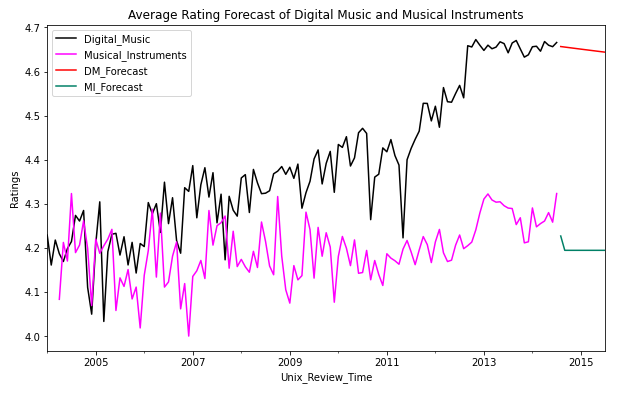 Average Rating Forecast of Digital Music and Musical Instruments
4.7
4.6
4.5
4.4
4.3
4.2
4.1
4.0
Ratings
Digital_Music
Musical_Instruments
DM_Forecast
MI_Forecast
2005
2007
2009
2011
2013
2015
Unix_Review_Time